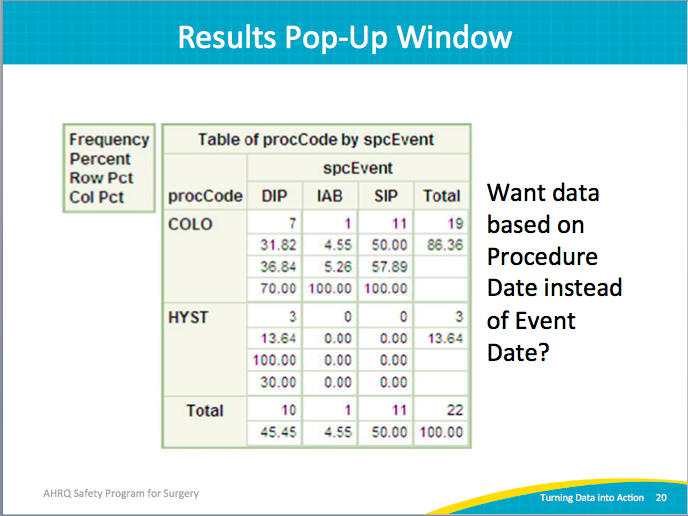 Results Pop-Up Window
Frequency
Percent
Row Pct
Col Pct
Table of procCode by spcEvent
spcEvent
procCode DIP IAB SIP Total
COLO 7 1 11 19
31.82 4.55 50.00 86.36
36.84 5.26 57.89
70.00 100.00 100.00
HYST 3 0 0 3
13.64 0.00 0.00 13.64
100.00 0.00 0.00
30.00 0.00 0.00
Total 10 1 11 22
45.45 4.55 50.00 100.00
Want data
based on
Procedure
Date instead
of Event
Date?
AHRQ Safety Program for Surgery
Turning Data into Action 20